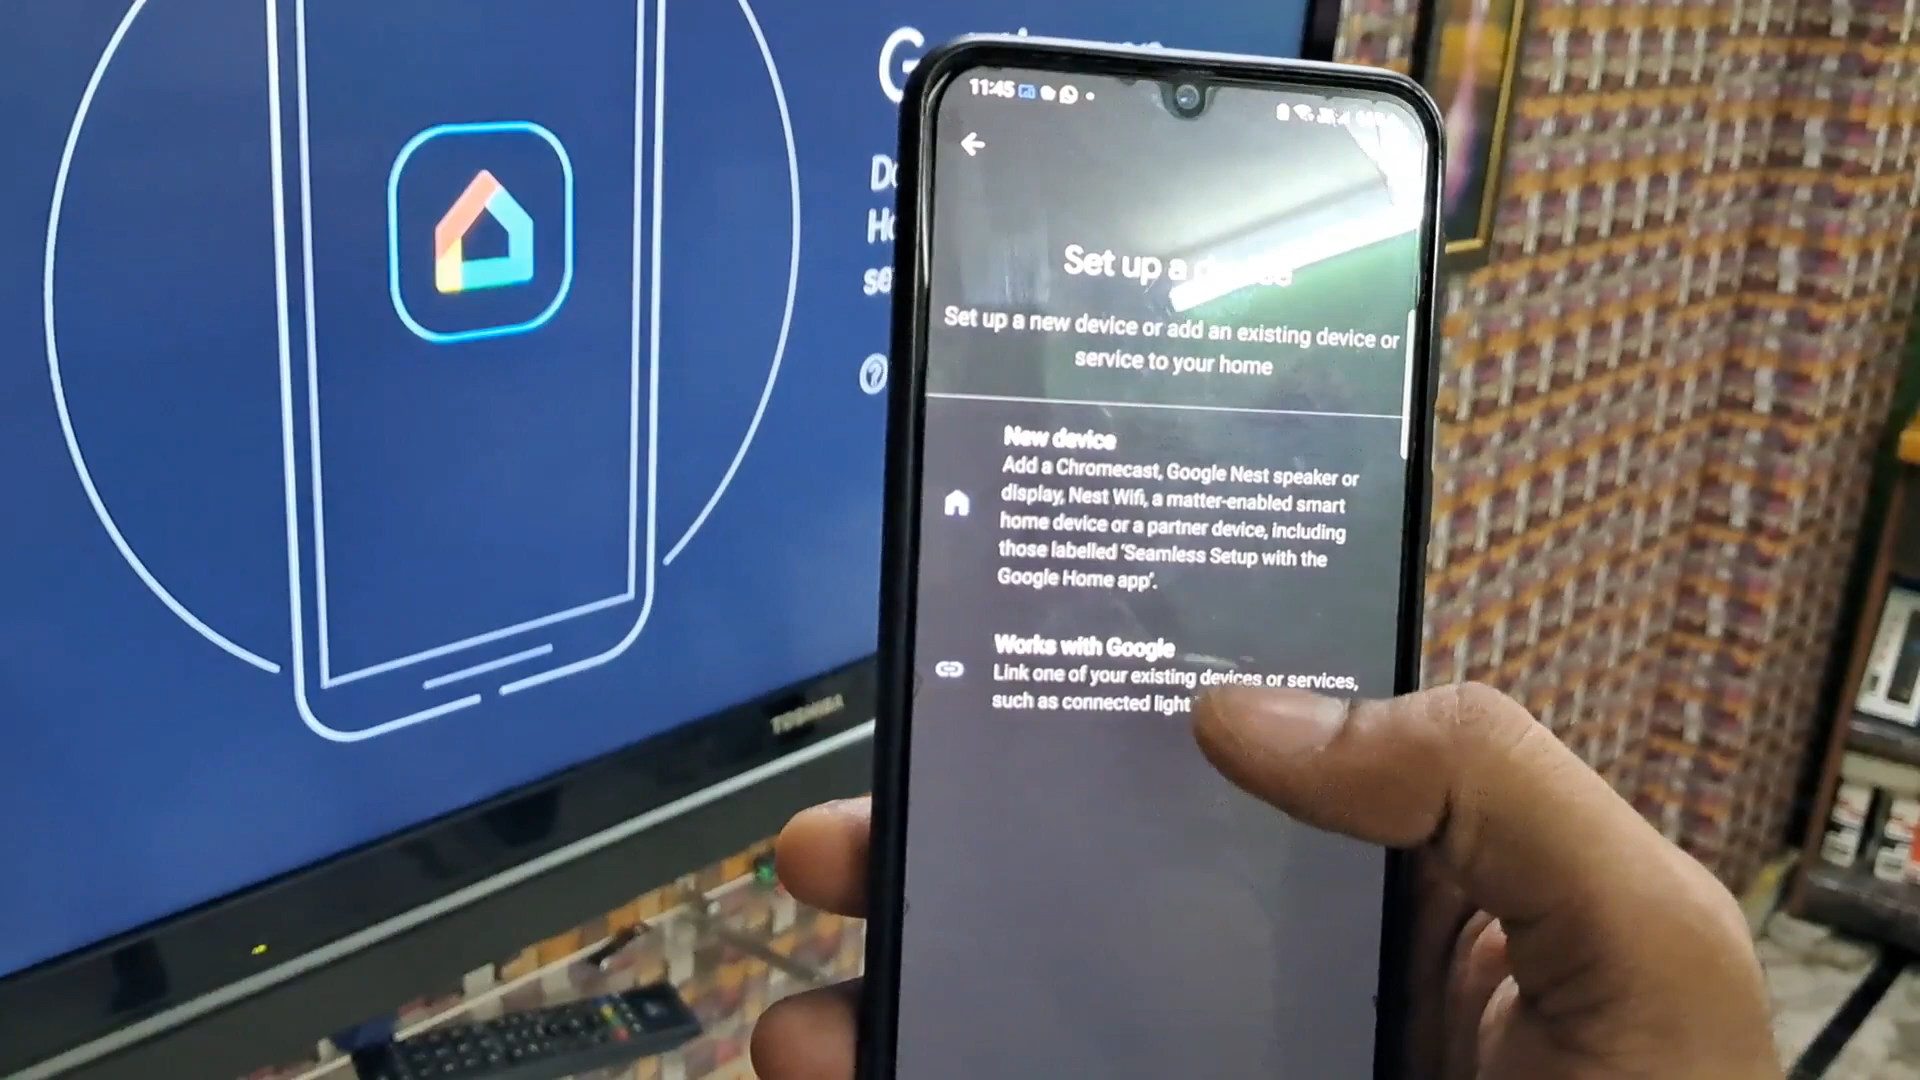 11:45
Set up a
Set up a new device or add an existing device or
service to your home
New device
Add a Chromecast, Google Nest speaker or
display, Nest Wifi, a matter-enabled smart
home device or a partner device, including
those labelled ‘Seamless Setup with the
Google Home app’.
Works with Google
Link one of your existing devices or services,
such as connected light
TOSHIBA